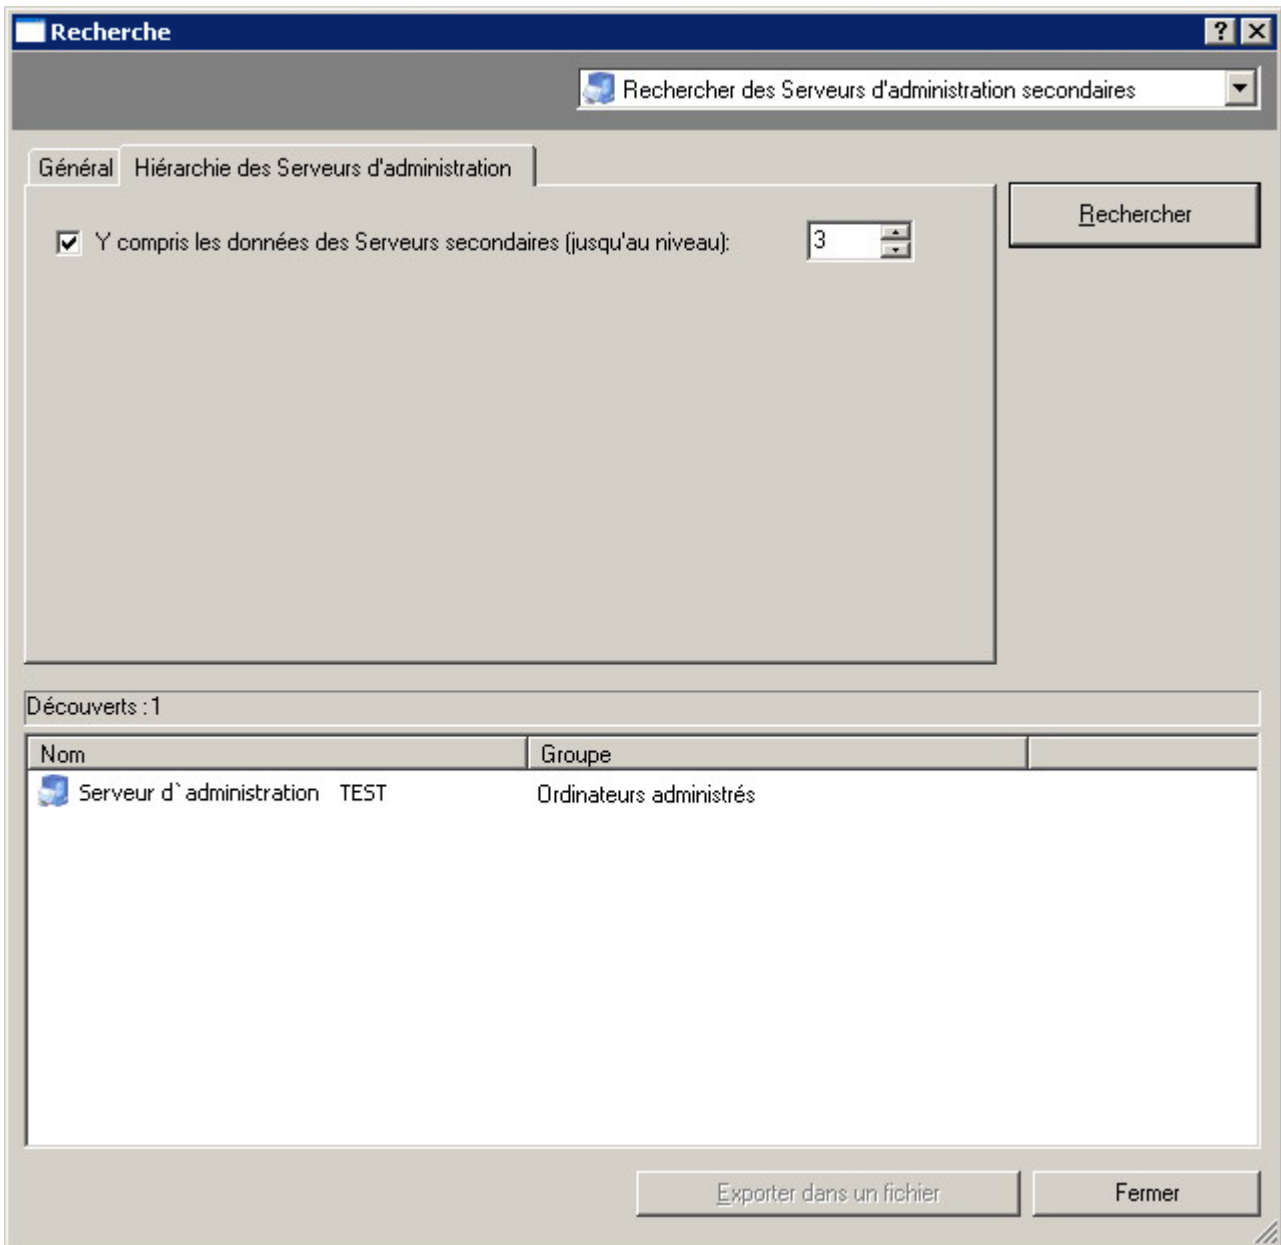 Recherche
Rechercher des Serveurs d'administration secondaires
Général Hiérarchie des Serveurs d'administration
Rechercher
Y compris les données des Serveurs secondaires (jusqu'au niveau): 3
Découverts :1
Nom Groupe
Serveur d`administration TEST Ordinateurs administrés
Exporter dans un fichier Fermer